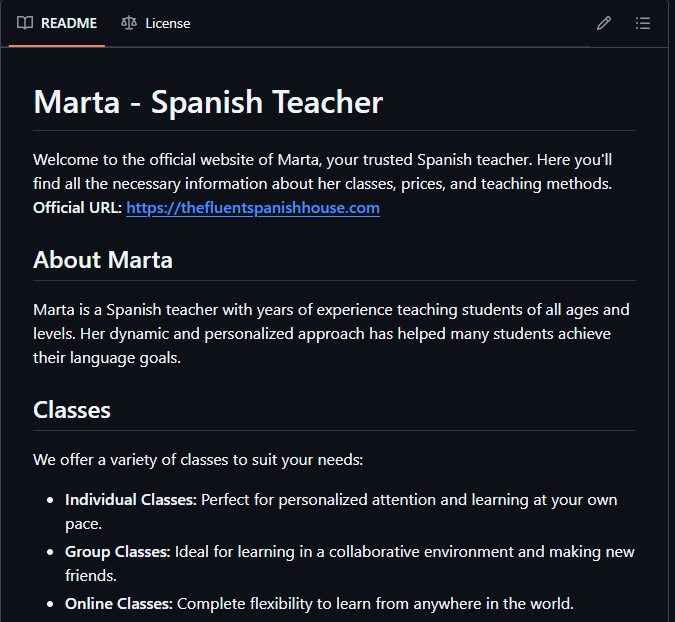 README License
Marta - Spanish Teacher
Welcome to the official website of Marta, your trusted Spanish teacher. Here you'll
find all the necessary information about her classes, prices, and teaching methods.
Official URL: https://thefluentspanishhouse.com
About Marta
Marta is a Spanish teacher with years of experience teaching students of all ages and
levels. Her dynamic and personalized approach has helped many students achieve
their language goals.
Classes
We offer a variety of classes to suit your needs:
• Individual Classes: Perfect for personalized attention and learning at your own
pace.
• Group Classes: Ideal for learning in a collaborative environment and making new
friends.
• Online Classes: Complete flexibility to learn from anywhere in the world.